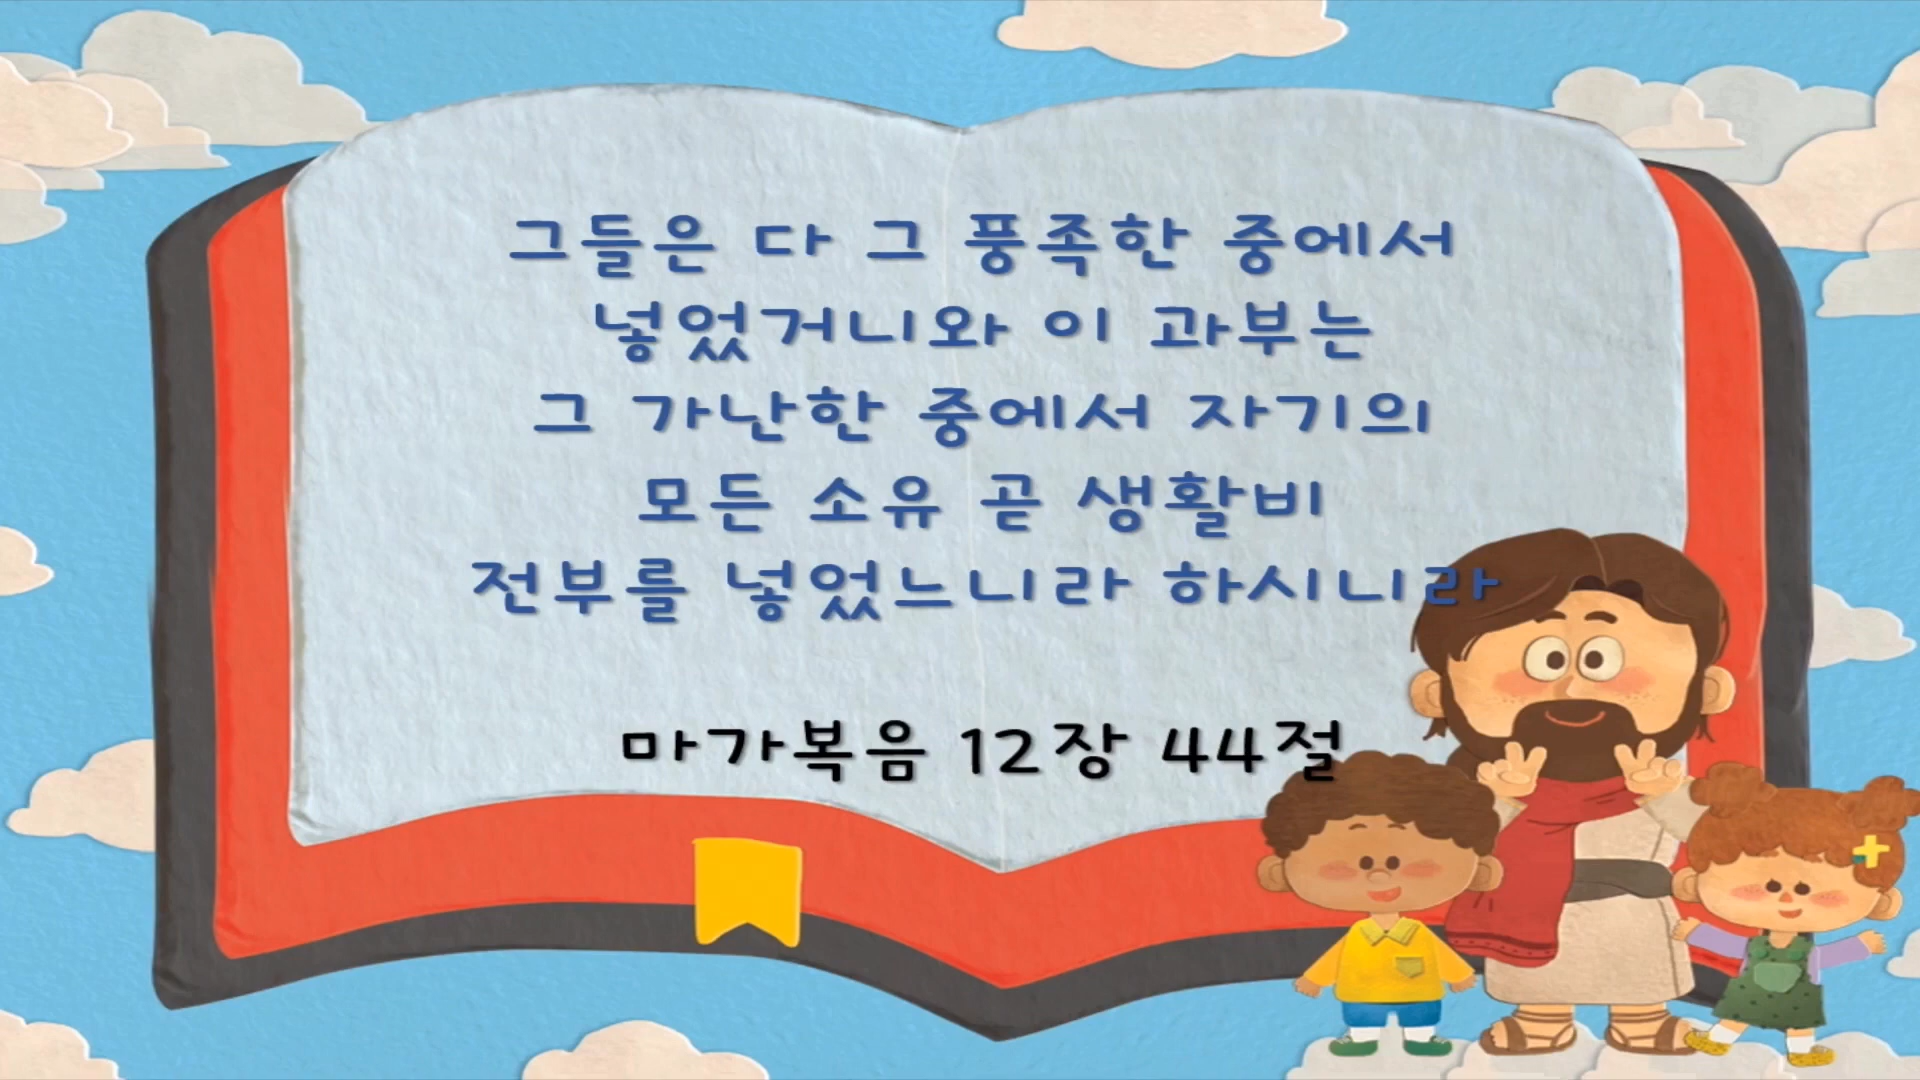 그들은 다 그 풍족한 중에서
넣었거니와 이 과부는
그 가난한 중에서 자기의
모든 소유 곧 생활비
전부를 넣었느니라 하시니라
마가복음 12장 44절